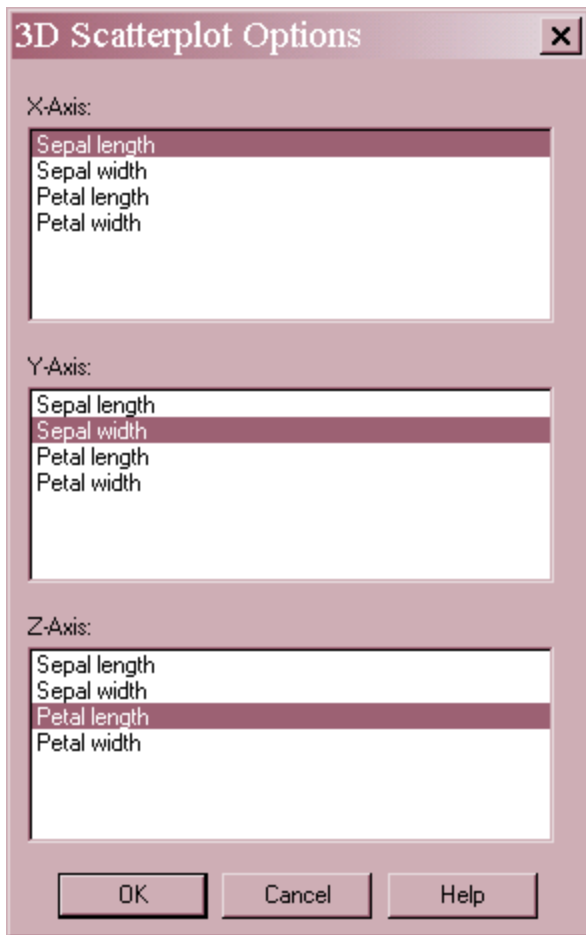 3D Scatterplot Options
X-Axis:
Sepal length
Sepal width
Petal length
Petal width
Y-Axis:
Sepal length
Sepal width
Petal length
Petal width
Z-Axis:
Sepal length
Sepal width
Petal length
Petal width
OK Cancel Help